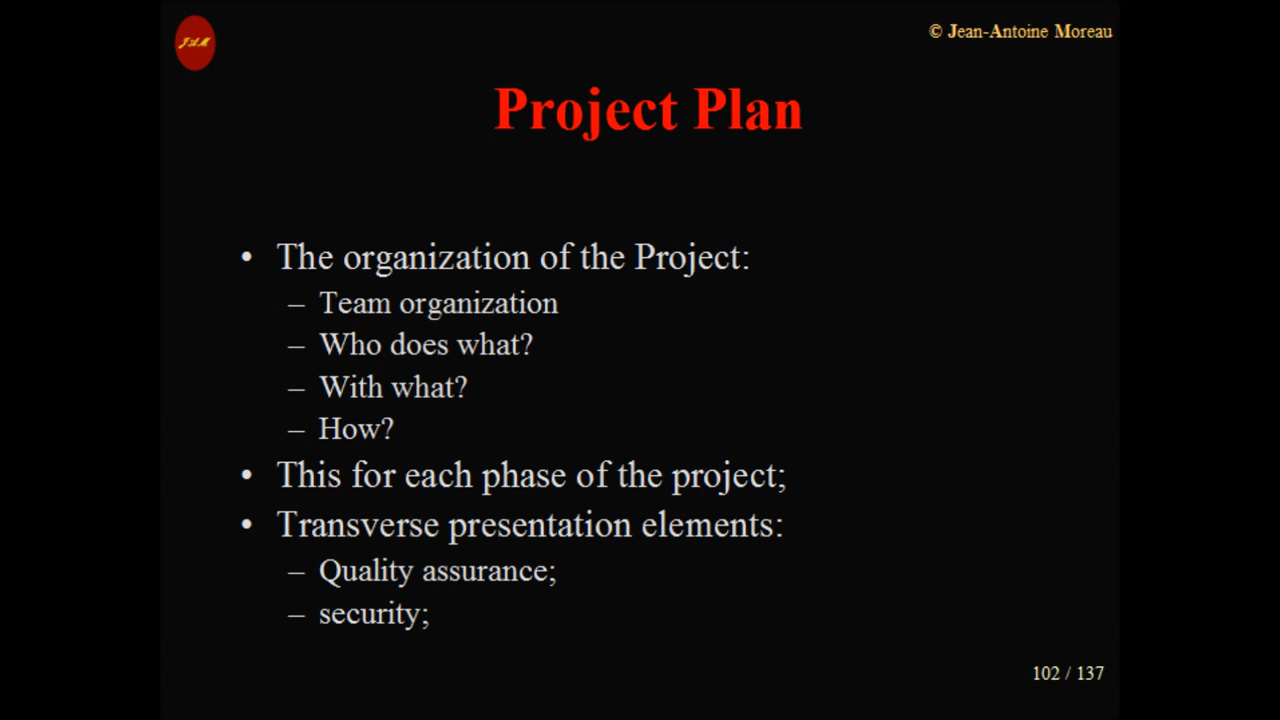 JAM
© Jean-Antoine Moreau
Project Plan
• The organization of the Project:
– Team organization
– Who does what?
– With what?
– How?
• This for each phase of the project;
• Transverse presentation elements:
– Quality assurance;
– security;
102 / 137